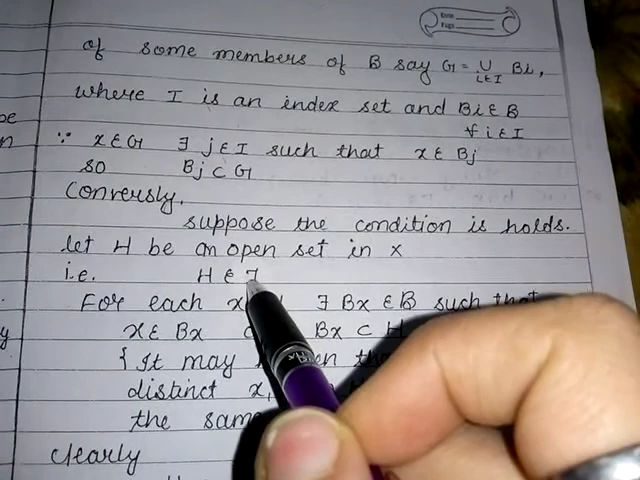 of some members of B say G = ∪ Bi,
i∈I
where I is an index set and Bi∈B
∀ i∈I
∵ x∈G ∃ j∈I such that x∈ Bj
so Bj ⊂ G
Conversly,
suppose the condition is holds.
let H be an open set in X
i.e. H ∈ J
For each x ∃ Bx ∈ B such that
x∈ Bx Bx ⊂ H
{ It may
distinct x,
the same
clearly